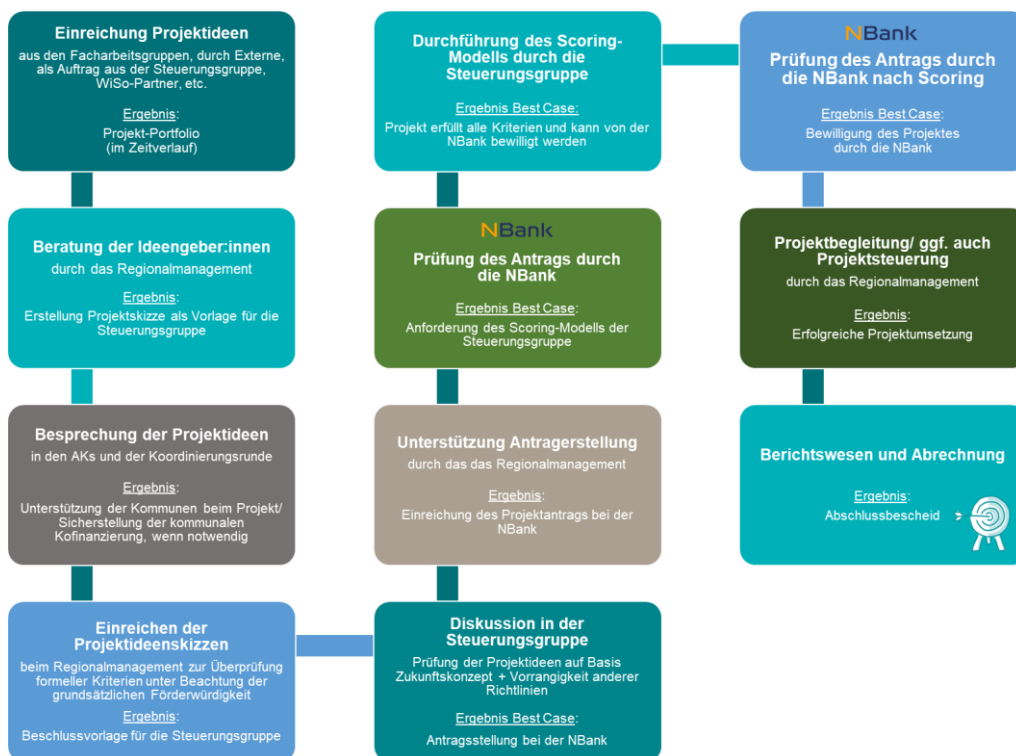 Einreichung Projektideen
aus den Facharbeitsgruppen, durch Externe,
als Auftrag aus der Steuerungsgruppe,
WiSo-Partner, etc.
Ergebnis:
Projekt-Portfolio
(im Zeitverlauf)
Beratung der Ideengeber:innen
durch das Regionalmanagement
Ergebnis:
Erstellung Projektskizze als Vorlage für die
Steuerungsgruppe
Besprechung der Projektideen
in den AKs und der Koordinierungsrunde
Ergebnis:
Unterstützung der Kommunen beim Projekt/
Sicherstellung der kommunalen
Kofinanzierung, wenn notwendig
Einreichen der
Projektideenskizzen
beim Regionalmanagement zur Überprüfung
formeller Kriterien unter Beachtung der
grundsätzlichen Förderwürdigkeit
Ergebnis:
Beschlussvorlage für die Steuerungsgruppe
Diskussion in der
Steuerungsgruppe
Prüfung der Projektideen auf Basis
Zukunftskonzept + Vorrangigkeit anderer
Richtlinien
Ergebnis Best Case:
Antragsstellung bei der NBank
Unterstützung Antragerstellung
durch das das Regionalmanagement
Ergebnis:
Einreichung des Projektantrags bei der
NBank
NBank
Prüfung des Antrags durch
die NBank
Ergebnis Best Case:
Anforderung des Scoring-Modells der
Steuerungsgruppe
Durchführung des Scoring-
Modells durch die
Steuerungsgruppe
Ergebnis Best Case:
Projekt erfüllt alle Kriterien und kann von der
NBank bewilligt werden
NBank
Prüfung des Antrags durch
die NBank nach Scoring
Ergebnis Best Case:
Bewilligung des Projektes
durch die NBank
Projektbegleitung/ ggf. auch
Projektsteuerung
durch das Regionalmanagement
Ergebnis:
Erfolgreiche Projektumsetzung
Berichtswesen und Abrechnung
Ergebnis:
Abschlussbescheid